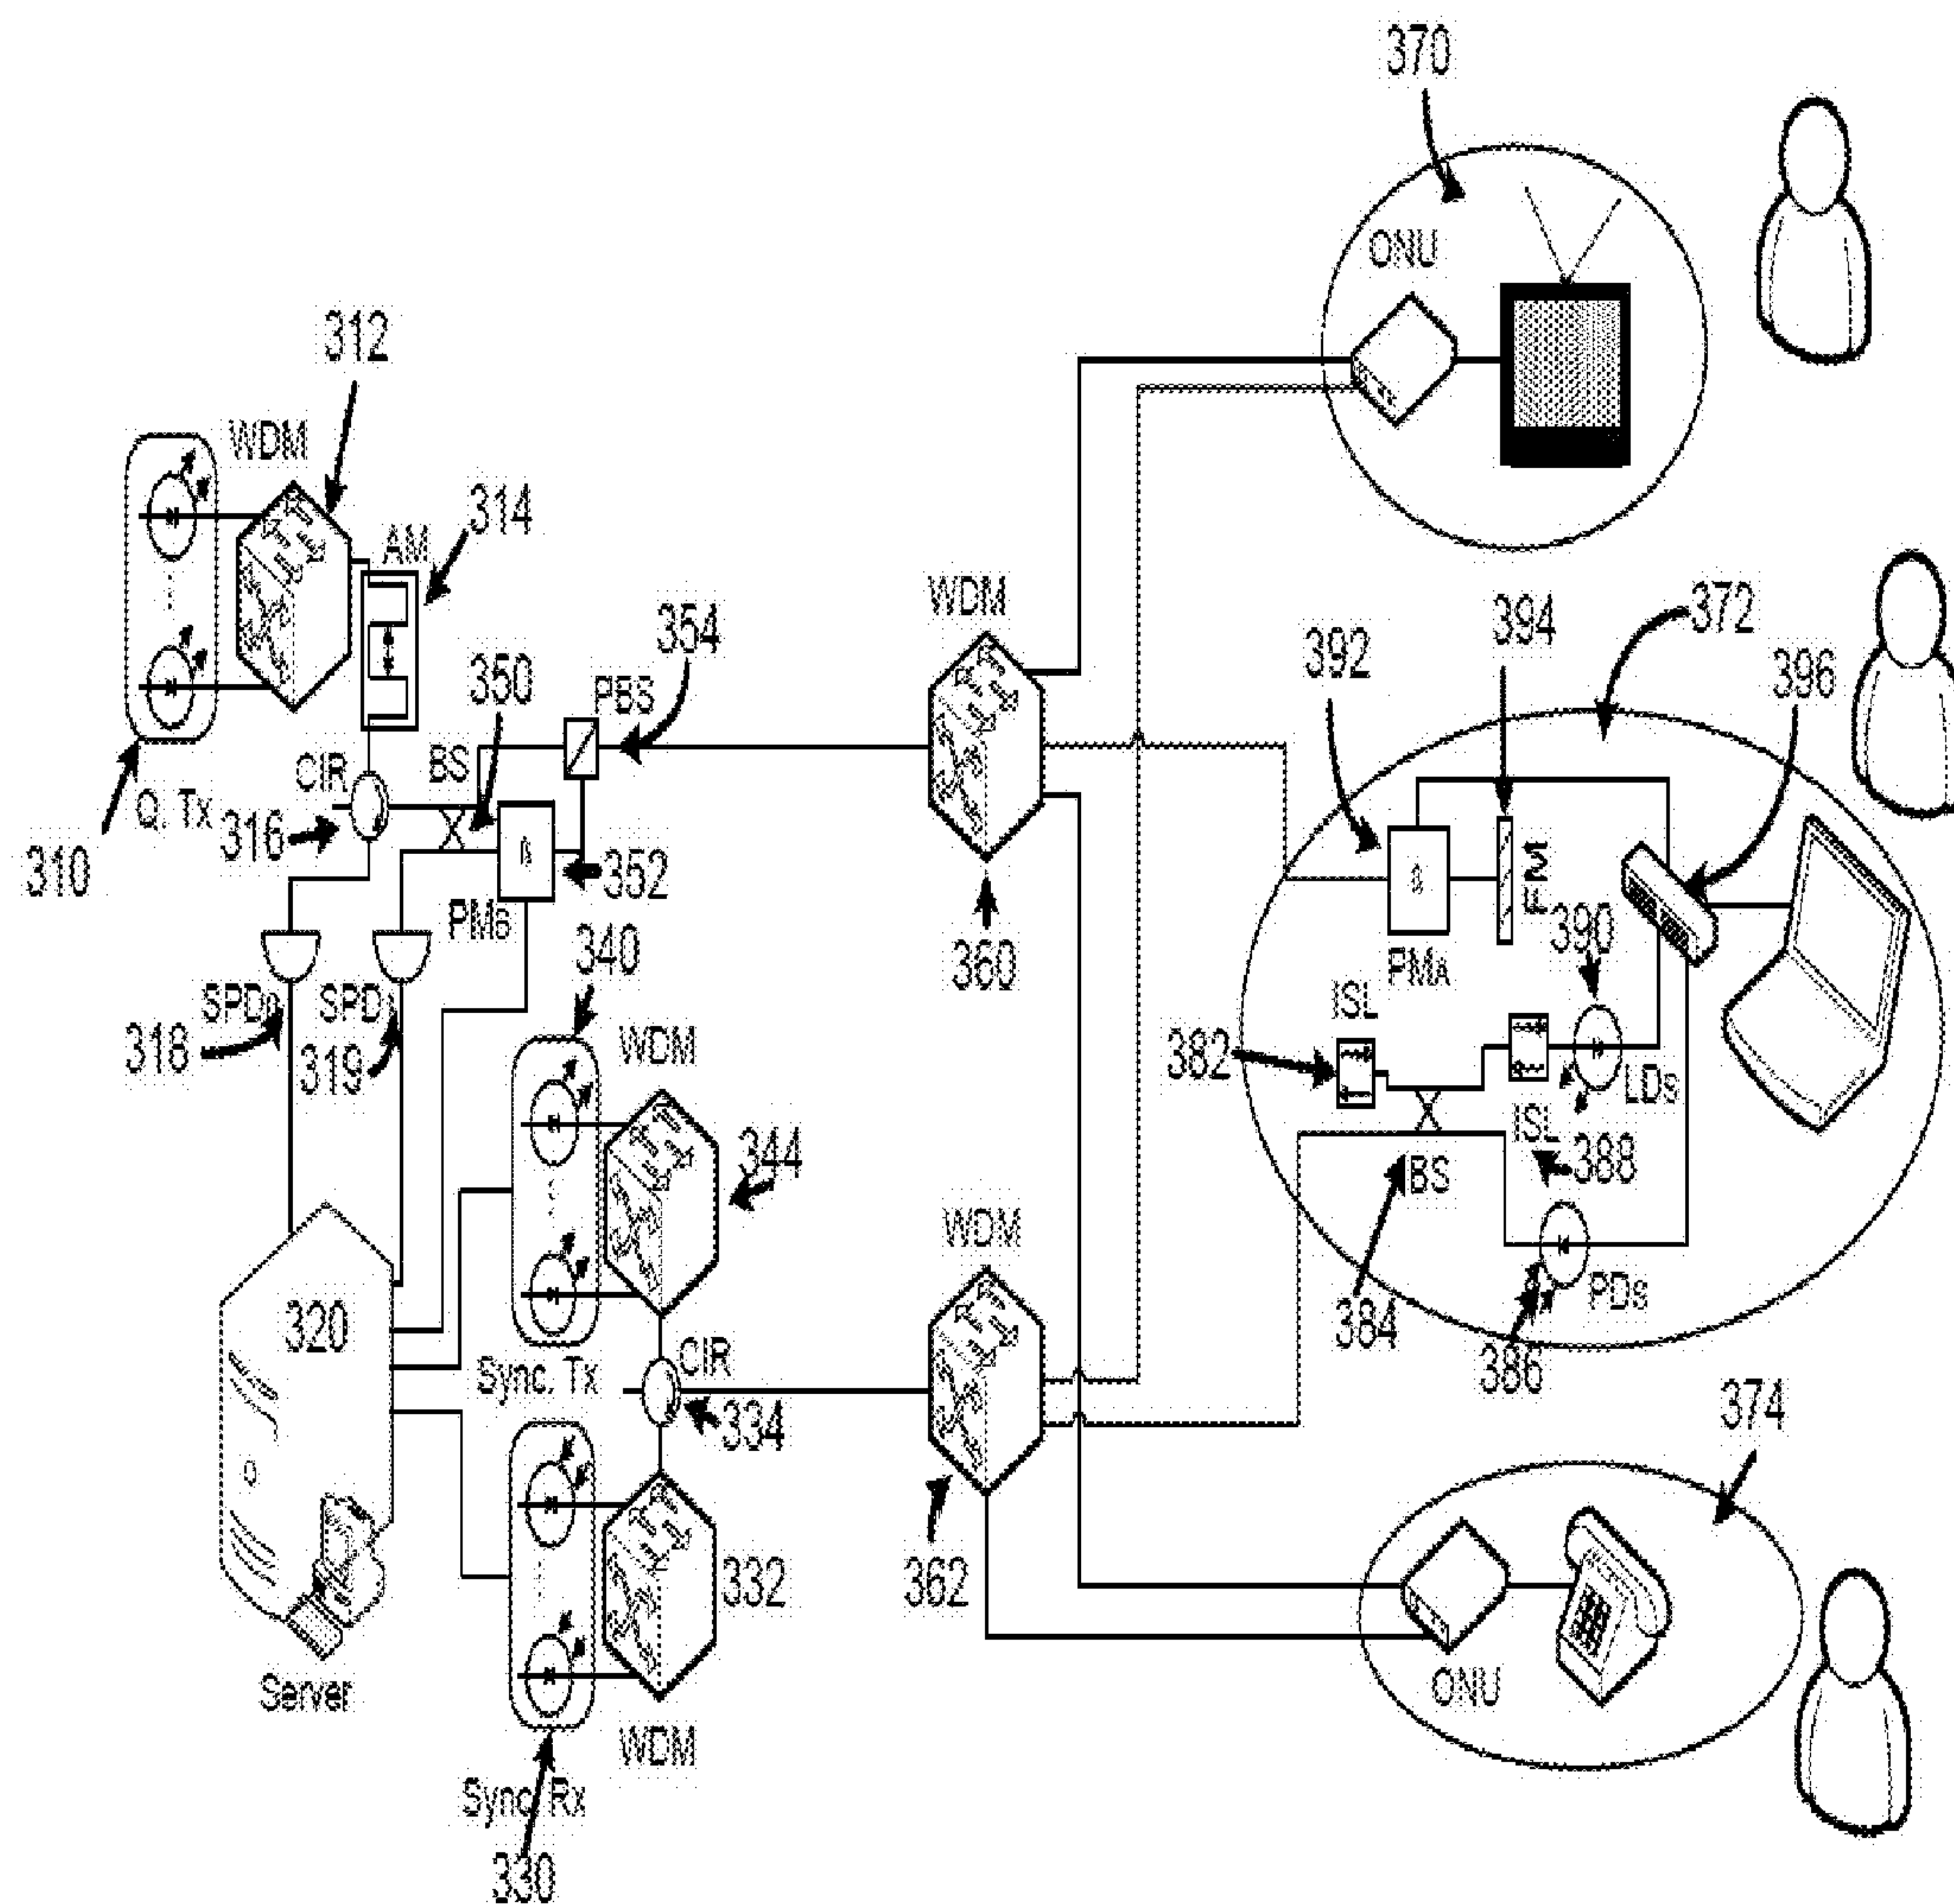 370
ONU
312
WDM
314
AM
WDM
354
394
372
392
396
350
PBS
CIR
BS
Q. Tx
316
310
352
PMB
FM
360
390
340
PMA
SPD0
SPD1
ISL
318
319
WDM
382
LDs
ISL
388
344
BS
WDM
384
PDs
320
386
CIR
Sync. Tx
334
374
362
332
ONU
Server
WDM
Sync. Rx
330